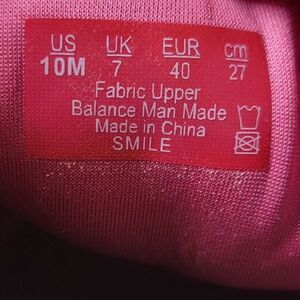 US UK EUR cm
10M 7 40 27
Fabric Upper
Balance Man Made
Made in China
SMILE